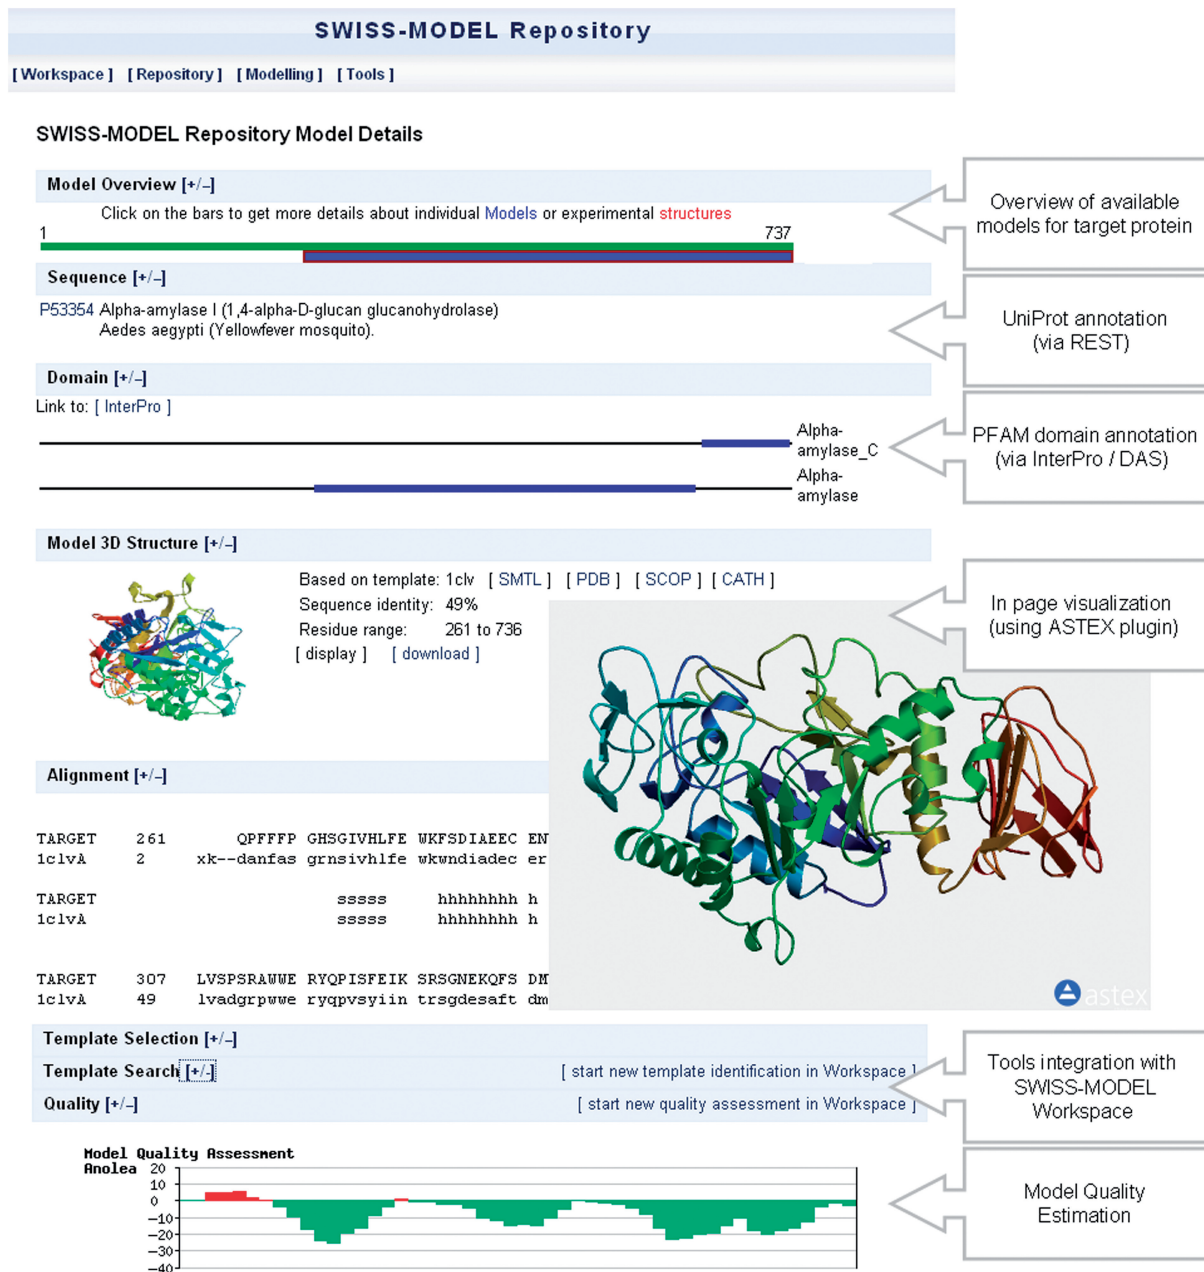 SWISS-MODEL Repository
[ Workspace ] [ Repository ] [ Modelling ] [ Tools ]
SWISS-MODEL Repository Model Details
Model Overview [+/–]
Click on the bars to get more details about individual Models or experimental structures
1 737
Overview of available
models for target protein
Sequence [+/–]
P53354 Alpha-amylase I (1,4-alpha-D-glucan glucanohydrolase)
Aedes aegypti (Yellowfever mosquito).
UniProt annotation
(via REST)
Domain [+/–]
Link to: [ InterPro ]
Alpha-
amylase_C
Alpha-
amylase
PFAM domain annotation
(via InterPro / DAS)
Model 3D Structure [+/–]
Based on template: 1clv [ SMTL ] [ PDB ] [ SCOP ] [ CATH ]
Sequence identity: 49%
Residue range: 261 to 736
[ display ] [ download ]
In page visualization
(using ASTEX plugin)
Alignment [+/–]
TARGET 261 QPFFFP GHSGIVHLFE WKFSDIAEEC EN
1clvA 2 xk--danfas grnsivhlfe wkwndiadec er
TARGET sssss hhhhhhhh h
1clvA sssss hhhhhhhh h
TARGET 307 LVSPSRAWWE RYQPISFEIK SRSGNEKQFS DM
1clvA 49 lvadgrpwwe ryqpvsyiin trsgdesaft dm
astex
Template Selection [+/–]
Template Search [+/-] [ start new template identification in Workspace ]
Quality [+/–] [ start new quality assessment in Workspace ]
Tools integration with
SWISS-MODEL
Workspace
Model Quality Assessment
Anolea 20
10
0
−10
−20
−30
−40
Model Quality
Estimation